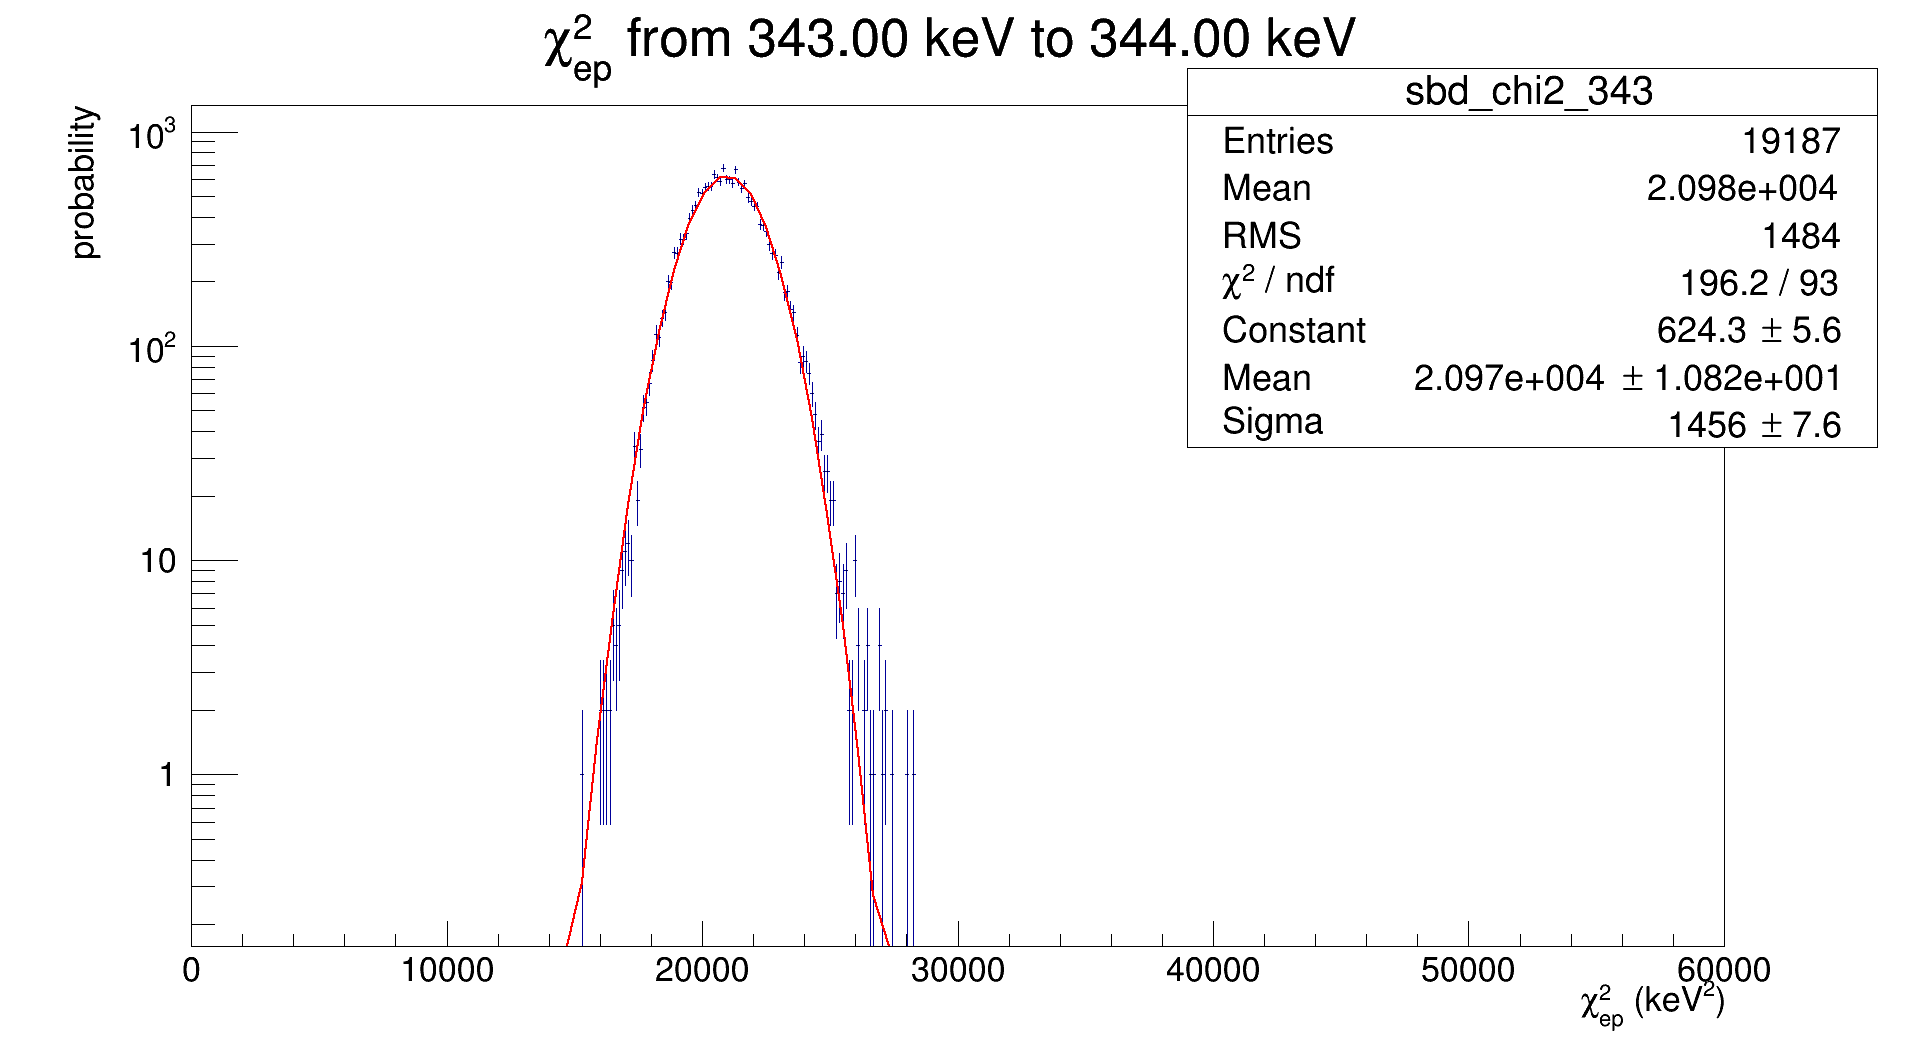 χ²ep from 343.00 keV to 344.00 keV
sbd_chi2_343
Entries 19187
Mean 2.098e+004
RMS 1484
χ² / ndf 196.2 / 93
Constant 624.3 ± 5.6
Mean 2.097e+004 ± 1.082e+001
Sigma 1456 ± 7.6
probability
10³
10²
10
1
0 10000 20000 30000 40000 50000 60000
χ²ep (keV²)